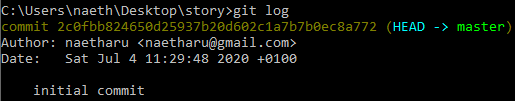 C:\Users\naeth\Desktop\story>git log
commit 2c0fbb824650d25937b20d602c1a7b7b0ec8a772 (HEAD -> master)
Author: naetharu <naetharu@gmail.com>
Date:   Sat Jul 4 11:29:48 2020 +0100
    initial commit